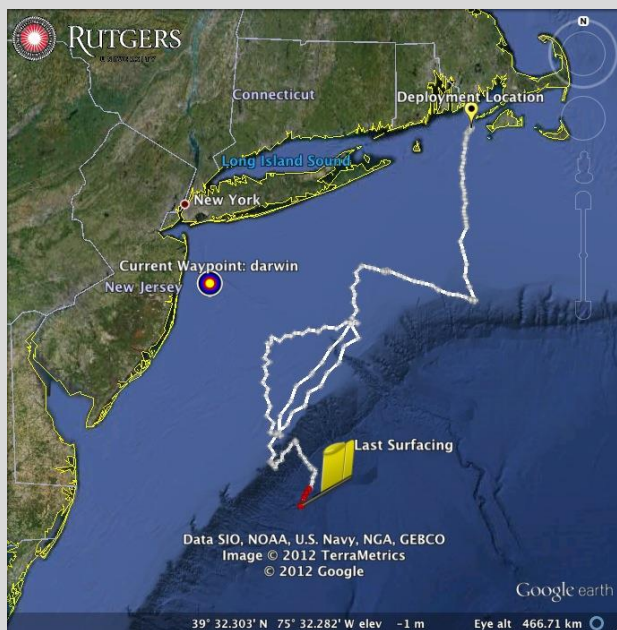 RUTGERS
UNIVERSITY
N
Connecticut
Deployment Location
Long Island Sound
New York
Current Waypoint: darwin
New Jersey
Last Surfacing
Data SIO, NOAA, U.S. Navy, NGA, GEBCO
Image © 2012 TerraMetrics
© 2012 Google
Google earth
39° 32.303' N 75° 32.282' W elev -1 m Eye alt 466.71 km